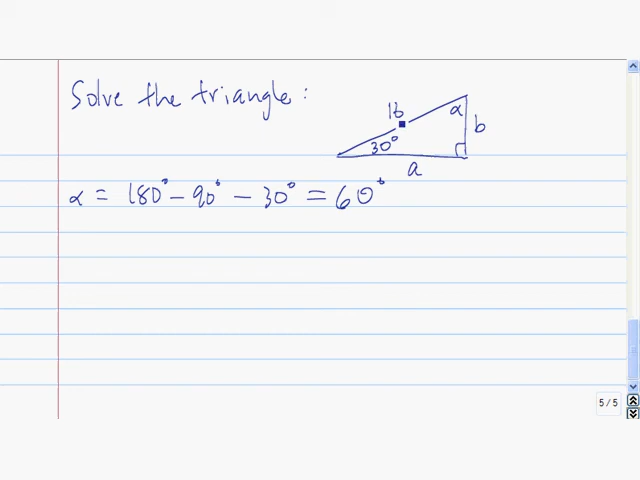 Solve the triangle:
16
α
b
30°
a
α = 180° - 90° - 30° = 60°
5/5